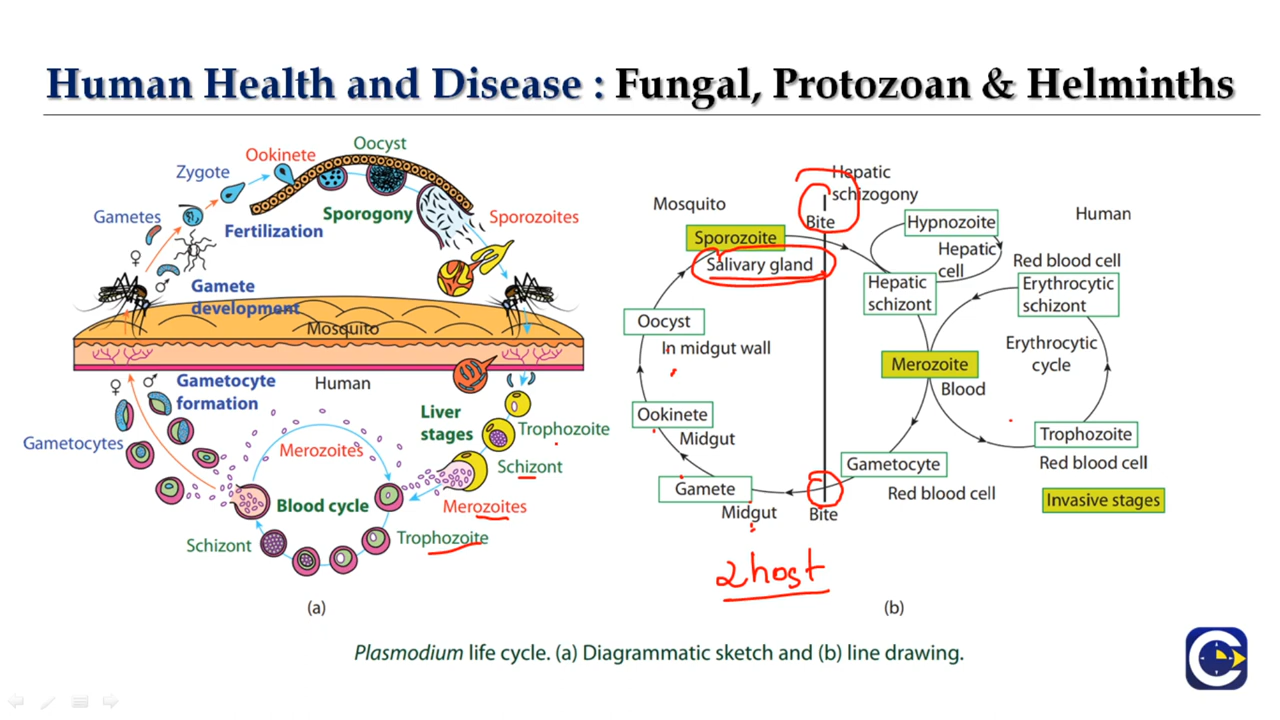 Human Health and Disease : Fungal, Protozoan & Helminths
Oocyst
Ookinete
Zygote
Gametes
Fertilization
Sporogony
Sporozoites
♀
♂
Gamete
development
Mosquito
Human
♀
♂
Gametocyte
formation
Gametocytes
Merozoites
Liver
stages
Trophozoite
Schizont
Merozoites
Blood cycle
Trophozoite
Schizont
(a)
Mosquito
Hepatic
schizogony
Bite
Human
Sporozoite
Salivary gland
Hypnozoite
Hepatic
cell
Hepatic
schizont
Red blood cell
Erythrocytic
schizont
Oocyst
In midgut wall
Erythrocytic
cycle
Merozoite
Blood
Ookinete
Midgut
Trophozoite
Red blood cell
Gametocyte
Red blood cell
Gamete
Midgut
Bite
Invasive stages
2 host
(b)
Plasmodium life cycle. (a) Diagrammatic sketch and (b) line drawing.